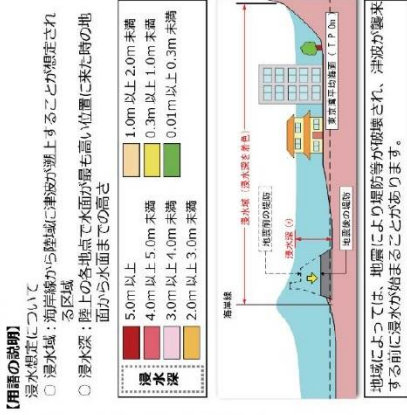 【用語の説明】
浸水想定について
○ 浸水域：海岸線から陸域に津波が遡上することが想定され
る区域
○ 浸水深：陸上の各地点で水面が最も高い位置に来た時の地
面から水面までの高さ
浸水深
5.0m 以上
4.0m 以上 5.0m 未満
3.0m 以上 4.0m 未満
2.0m 以上 3.0m 未満
1.0m 以上 2.0m 未満
0.3m 以上 1.0m 未満
0.01m 以上 0.3m 未満
海岸線
浸水域（浸水深を着色）
地震前の堤防
浸水深
地震後の堤防
東京湾平均海面（TP0m
地域によっては、地震により堤防等が破壊され、津波が襲来
する前に浸水が始まることがあります。